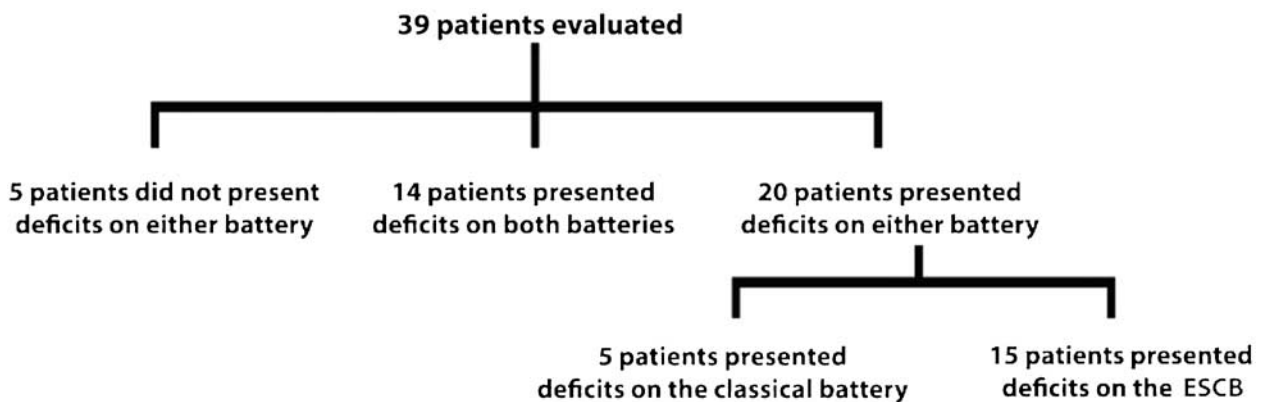 39 patients evaluated
5 patients did not present
deficits on either battery
14 patients presented
deficits on both batteries
20 patients presented
deficits on either battery
5 patients presented
deficits on the classical battery
15 patients presented
deficits on the ESCB